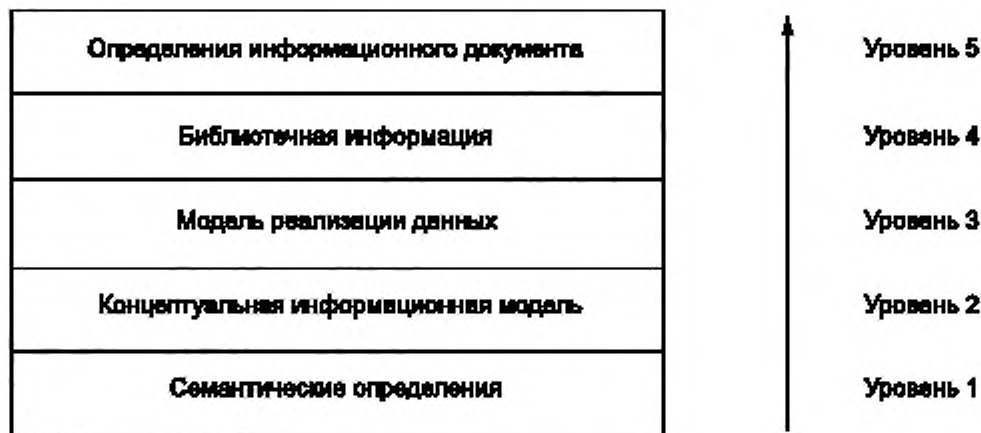 Определения информационного документа Уровень 5
Библиотечная информация Уровень 4
Модель реализации данных Уровень 3
Концептуальная информационная модель Уровень 2
Семантические определения Уровень 1